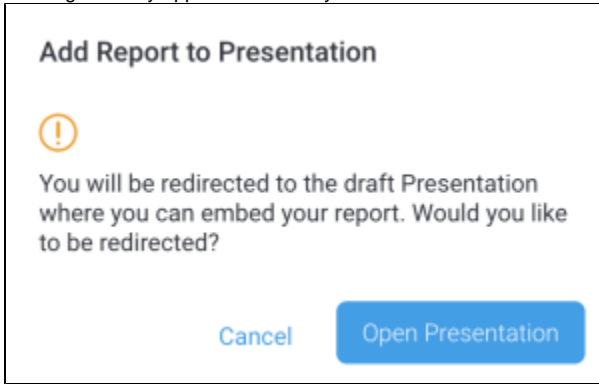 Add Report to Presentation
You will be redirected to the draft Presentation
where you can embed your report. Would you like
to be redirected?
Cancel
Open Presentation